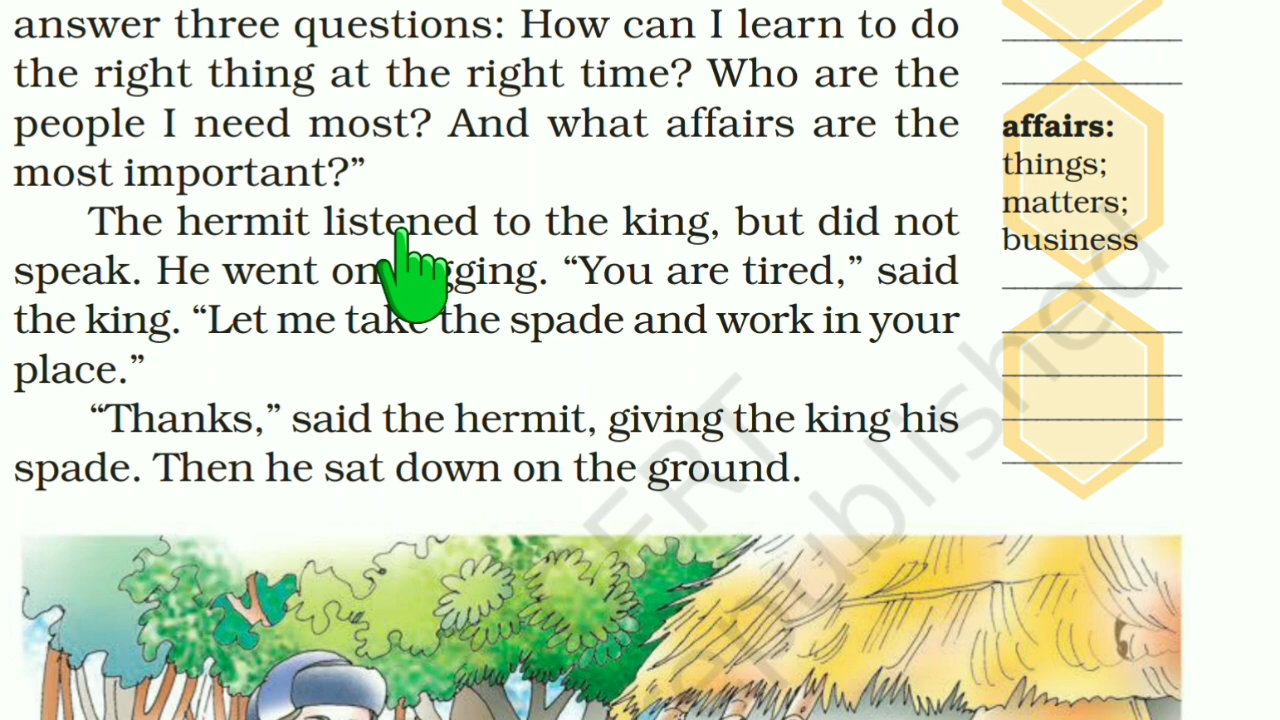 answer three questions: How can I learn to do
the right thing at the right time? Who are the
people I need most? And what affairs are the
most important?”
The hermit listened to the king, but did not
speak. He went on digging. “You are tired,” said
the king. “Let me take the spade and work in your
place.”
“Thanks,” said the hermit, giving the king his
spade. Then he sat down on the ground.
affairs:
things;
matters;
business